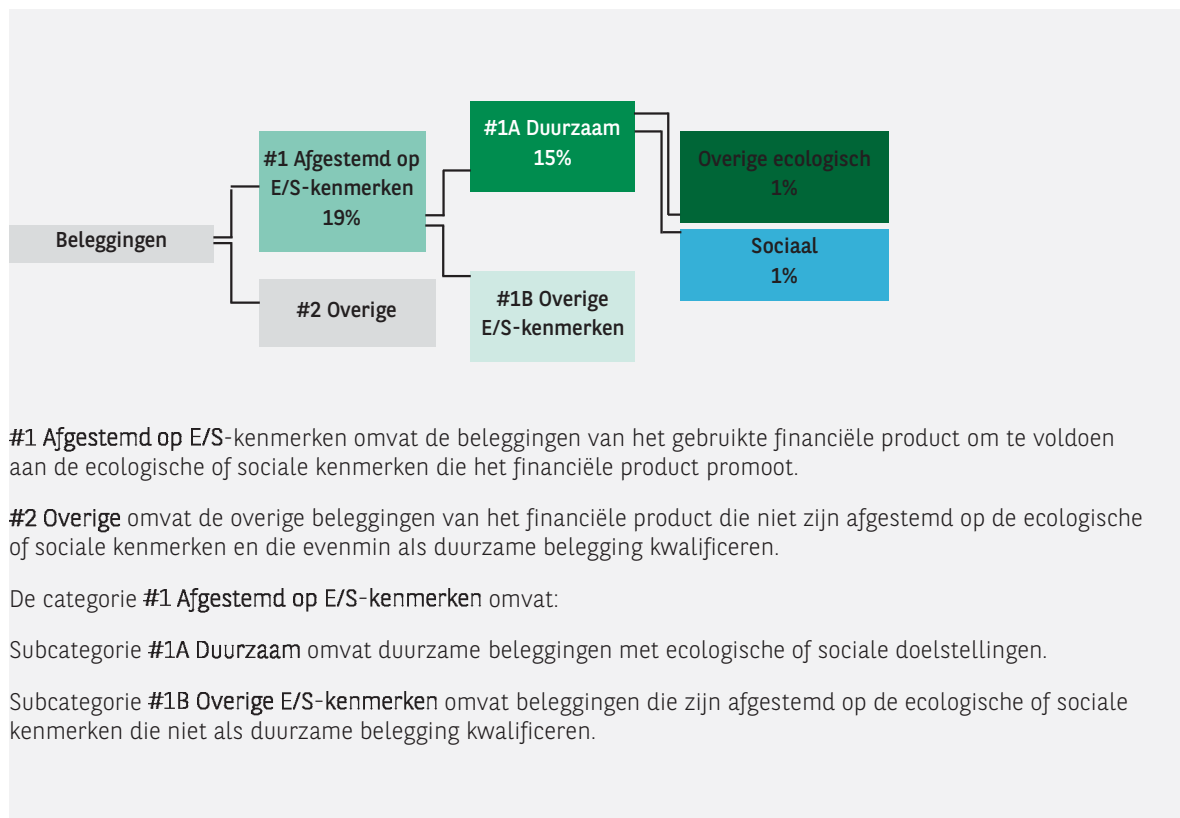 #1A Duurzaam
15%
#1 Afgestemd op
E/S-kenmerken
19%
Overige ecologisch
1%
Beleggingen
Sociaal
1%
#2 Overige
#1B Overige
E/S-kenmerken
#1 Afgestemd op E/S-kenmerken omvat de beleggingen van het gebruikte financiële product om te voldoen
aan de ecologische of sociale kenmerken die het financiële product promoot.
#2 Overige omvat de overige beleggingen van het financiële product die niet zijn afgestemd op de ecologische
of sociale kenmerken en die evenmin als duurzame belegging kwalificeren.
De categorie #1 Afgestemd op E/S-kenmerken omvat:
Subcategorie #1A Duurzaam omvat duurzame beleggingen met ecologische of sociale doelstellingen.
Subcategorie #1B Overige E/S-kenmerken omvat beleggingen die zijn afgestemd op de ecologische of sociale
kenmerken die niet als duurzame belegging kwalificeren.